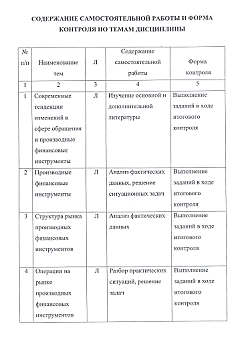 СОДЕРЖАНИЕ САМОСТОЯТЕЛЬНОЙ РАБОТЫ И ФОРМА
КОНТРОЛЯ ПО ТЕМАМ ДИСЦИПЛИНЫ
№ п/п Наименование тем Л Содержание самостоятельной работы Форма контроля
1 2 3 4 5
1 Современные Л Изучение основной и Выполнение
тенденции дополнительной заданий в ходе
изменений в литературы итогового
сфере обращения контроля
и производные
финансовые
инструменты
2 Производные Л Анализ фактических Выполнение
финансовые данных, решение заданий в ходе
инструменты ситуационных задач итогового
контроля
3 Структура рынка Л Анализ фактических Выполнение
производных данных заданий в ходе
финансовых итогового
инструментов контроля
4 Операции на Л Разбор практических Выполнение
рынке ситуаций, решение заданий в ходе
производных задач итогового
финансовых контроля
инструментов